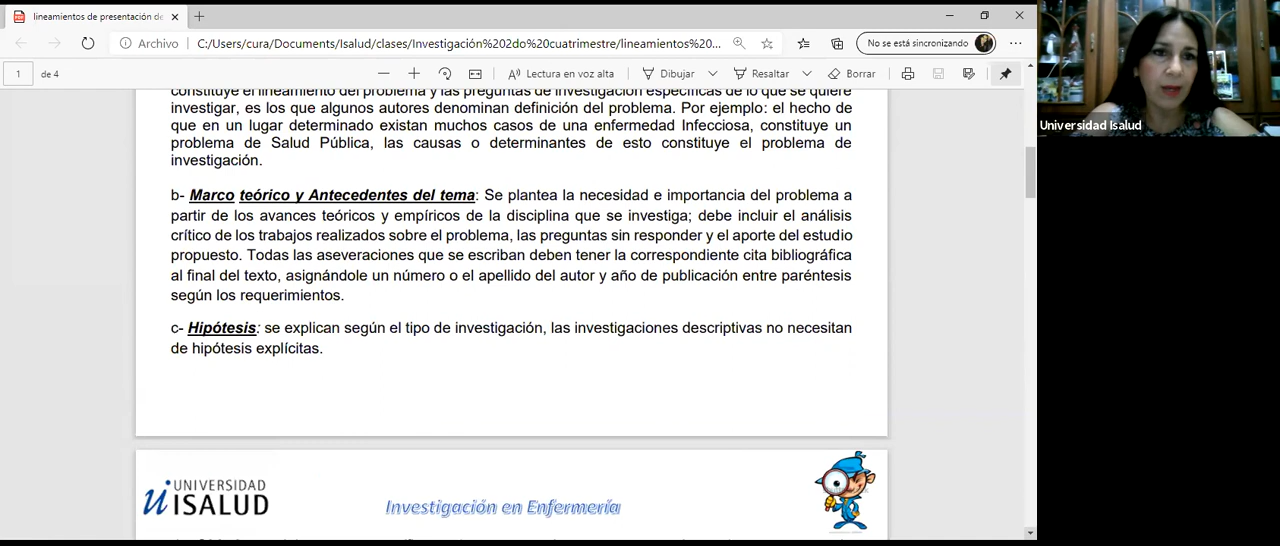 lineamientos de presentación de
Archivo
C:/Users/cura/Documents/Isalud/clases/Investigación%202do%20cuatrimestre/lineamientos%20...
No se está sincronizando
1
de 4
Lectura en voz alta
Dibujar
Resaltar
Borrar
Universidad Isalud
constituye el lineamiento del problema y las preguntas de investigación específicas de lo que se quiere
investigar, es los que algunos autores denominan definición del problema. Por ejemplo: el hecho de
que en un lugar determinado existan muchos casos de una enfermedad Infecciosa, constituye un
problema de Salud Pública, las causas o determinantes de esto constituye el problema de
investigación.
b- Marco teórico y Antecedentes del tema: Se plantea la necesidad e importancia del problema a
partir de los avances teóricos y empíricos de la disciplina que se investiga; debe incluir el análisis
crítico de los trabajos realizados sobre el problema, las preguntas sin responder y el aporte del estudio
propuesto. Todas las aseveraciones que se escriban deben tener la correspondiente cita bibliográfica
al final del texto, asignándole un número o el apellido del autor y año de publicación entre paréntesis
según los requerimientos.
c- Hipótesis: se explican según el tipo de investigación, las investigaciones descriptivas no necesitan
de hipótesis explícitas.
UNIVERSIDAD
ISALUD
Investigación en Enfermería